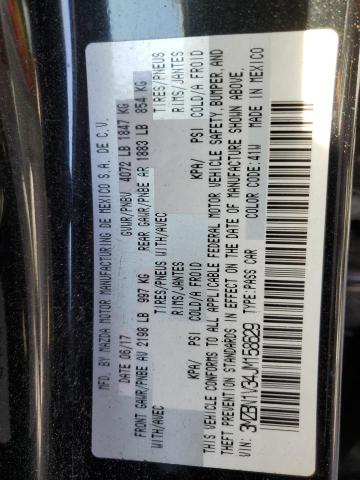 MFD. BY MAZDA MOTOR MANUFACTURING DE MEXICO S.A. DE C.V.
DATE 06/17 GVWR/PNBV 4072 LB 1847 KG
FRONT GAWR/PNBE AV 2198 LB 997 KG REAR GAWR/PNBE AR 1883 LB 854 KG
WITH/AVEC TIRES/PNEUS WITH/AVEC TIRES/PNEUS
RIMS/JANTES RIMS/JANTES
KPA/ PSI COLD/A FROID KPA/ PSI COLD/A FROID
THIS VEHICLE CONFORMS TO ALL APPLICABLE FEDERAL MOTOR VEHICLE SAFETY, BUMPER, AND
THEFT PREVENTION STANDARDS IN EFFECT ON THE DATE OF MANUFACTURE SHOWN ABOVE.
VIN: 3MZBN1V34JM158629 TYPE:PASS CAR COLOR CODE:41W MADE IN MEXICO